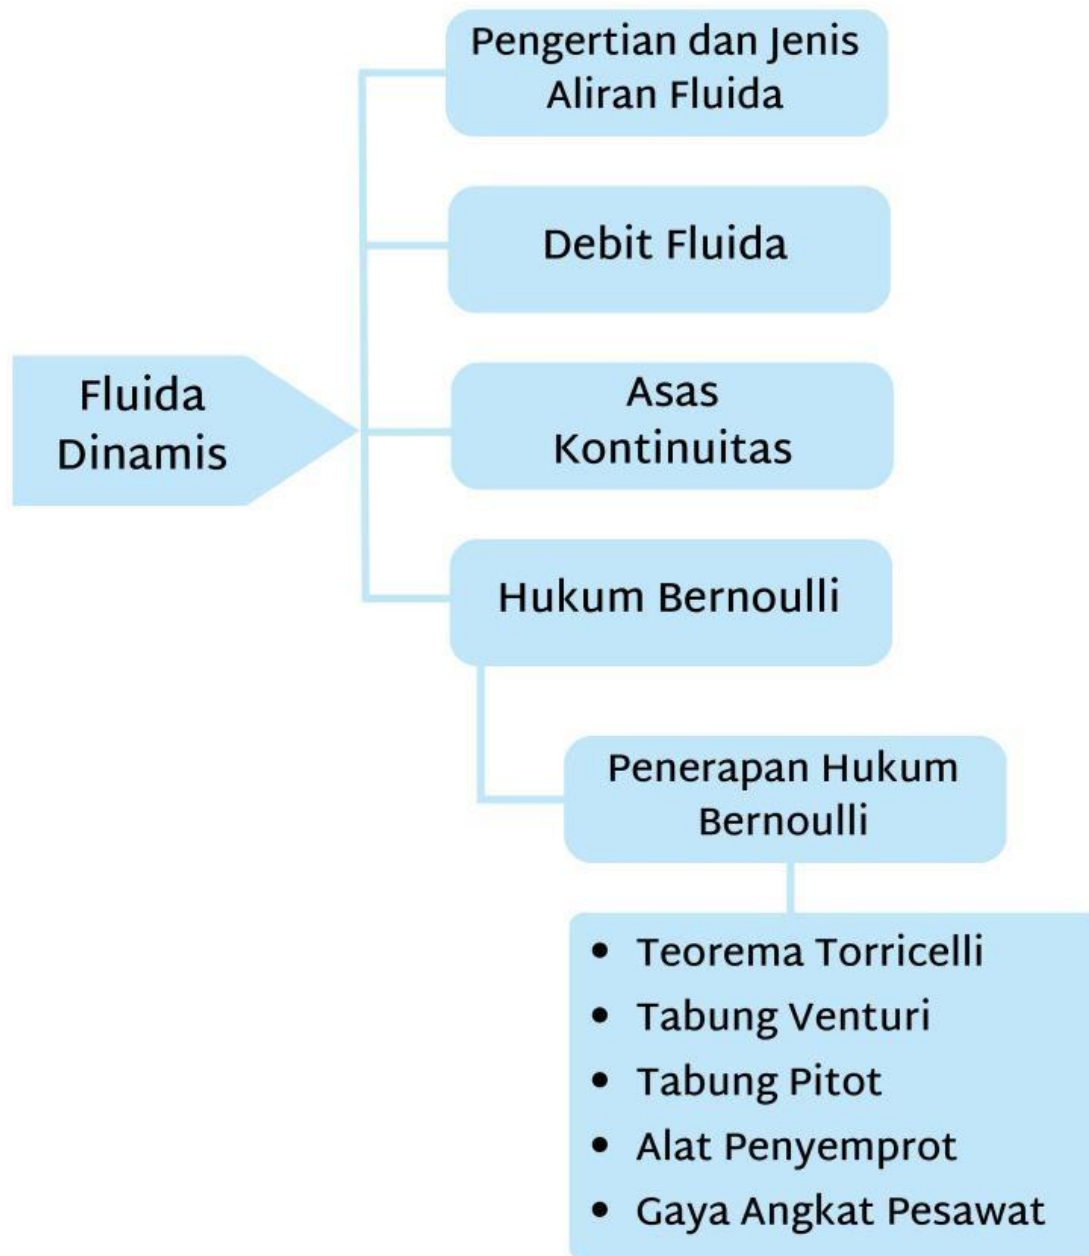 Pengertian dan Jenis
Aliran Fluida
Debit Fluida
Fluida
Dinamis
Asas
Kontinuitas
Hukum Bernoulli
Penerapan Hukum
Bernoulli
• Teorema Torricelli
• Tabung Venturi
• Tabung Pitot
• Alat Penyemprot
• Gaya Angkat Pesawat